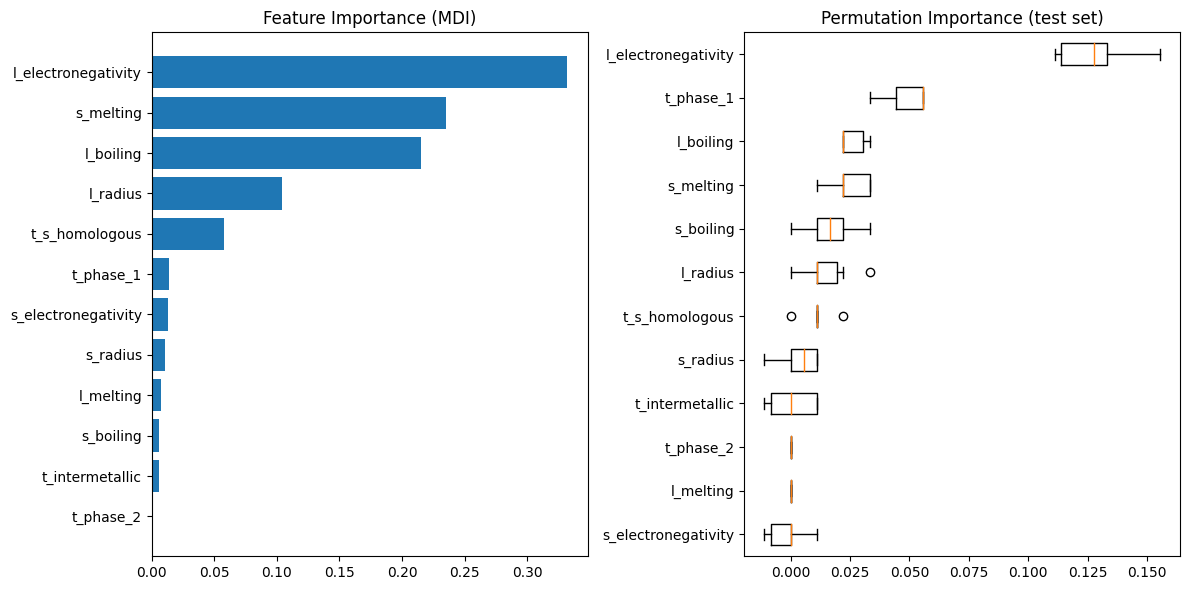 Feature Importance (MDI)
l_electronegativity
s_melting
l_boiling
l_radius
t_s_homologous
t_phase_1
s_electronegativity
s_radius
l_melting
s_boiling
t_intermetallic
t_phase_2
0.00 0.05 0.10 0.15 0.20 0.25 0.30
Permutation Importance (test set)
l_electronegativity
t_phase_1
l_boiling
s_melting
s_boiling
l_radius
t_s_homologous
s_radius
t_intermetallic
t_phase_2
l_melting
s_electronegativity
0.000 0.025 0.050 0.075 0.100 0.125 0.150